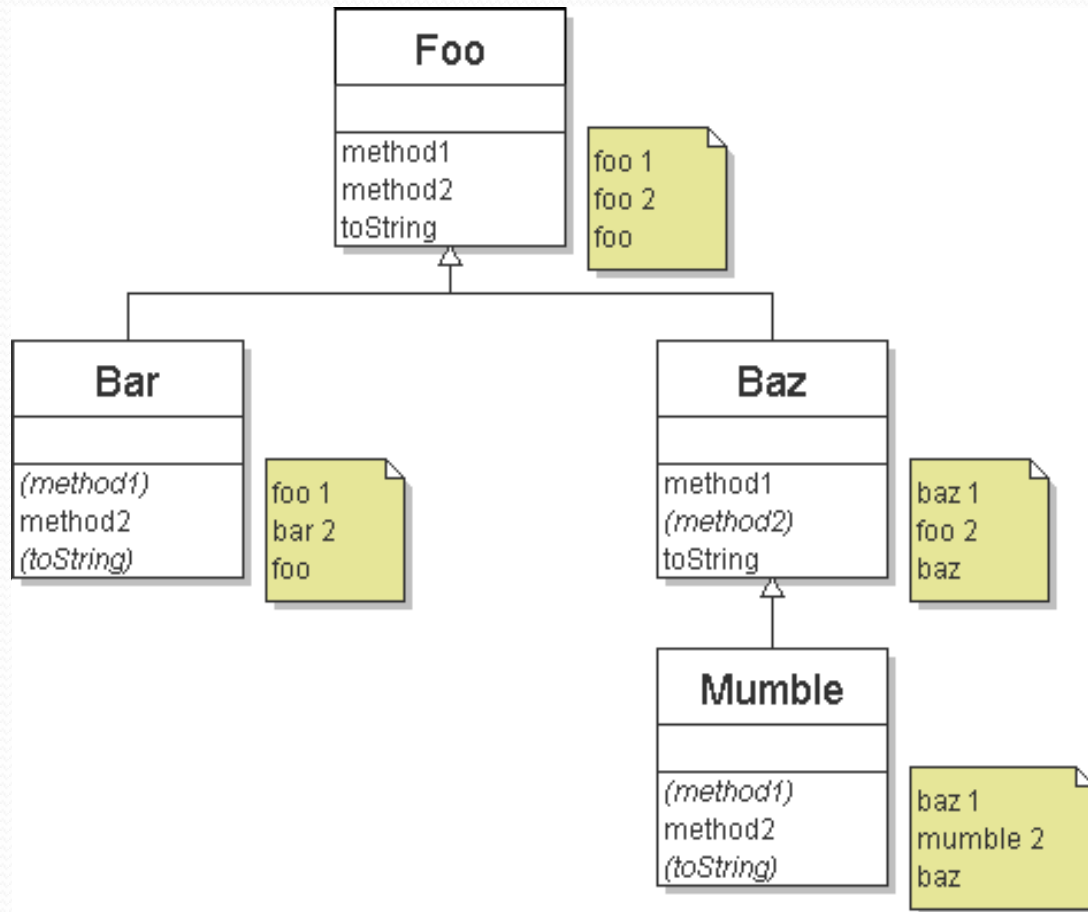 Foo
method1
method2
toString
foo 1
foo 2
foo
Bar
(method1)
method2
(toString)
foo 1
bar 2
foo
Baz
method1
(method2)
toString
baz 1
foo 2
baz
Mumble
(method1)
method2
(toString)
baz 1
mumble 2
baz